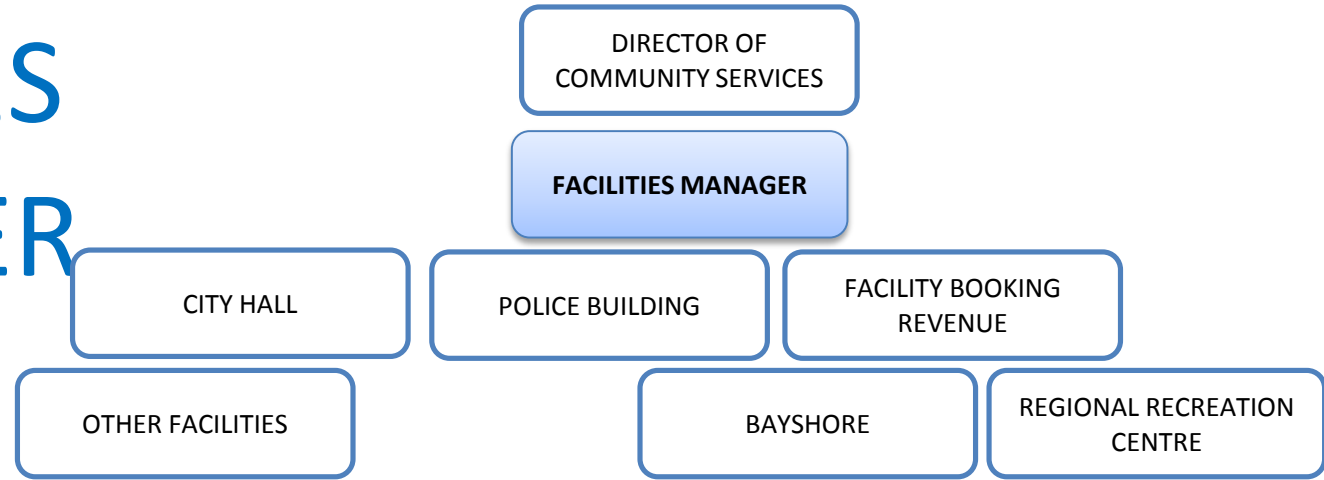 S
ER
DIRECTOR OF
COMMUNITY SERVICES
FACILITIES MANAGER
CITY HALL
POLICE BUILDING
FACILITY BOOKING
REVENUE
OTHER FACILITIES
BAYSHORE
REGIONAL RECREATION
CENTRE